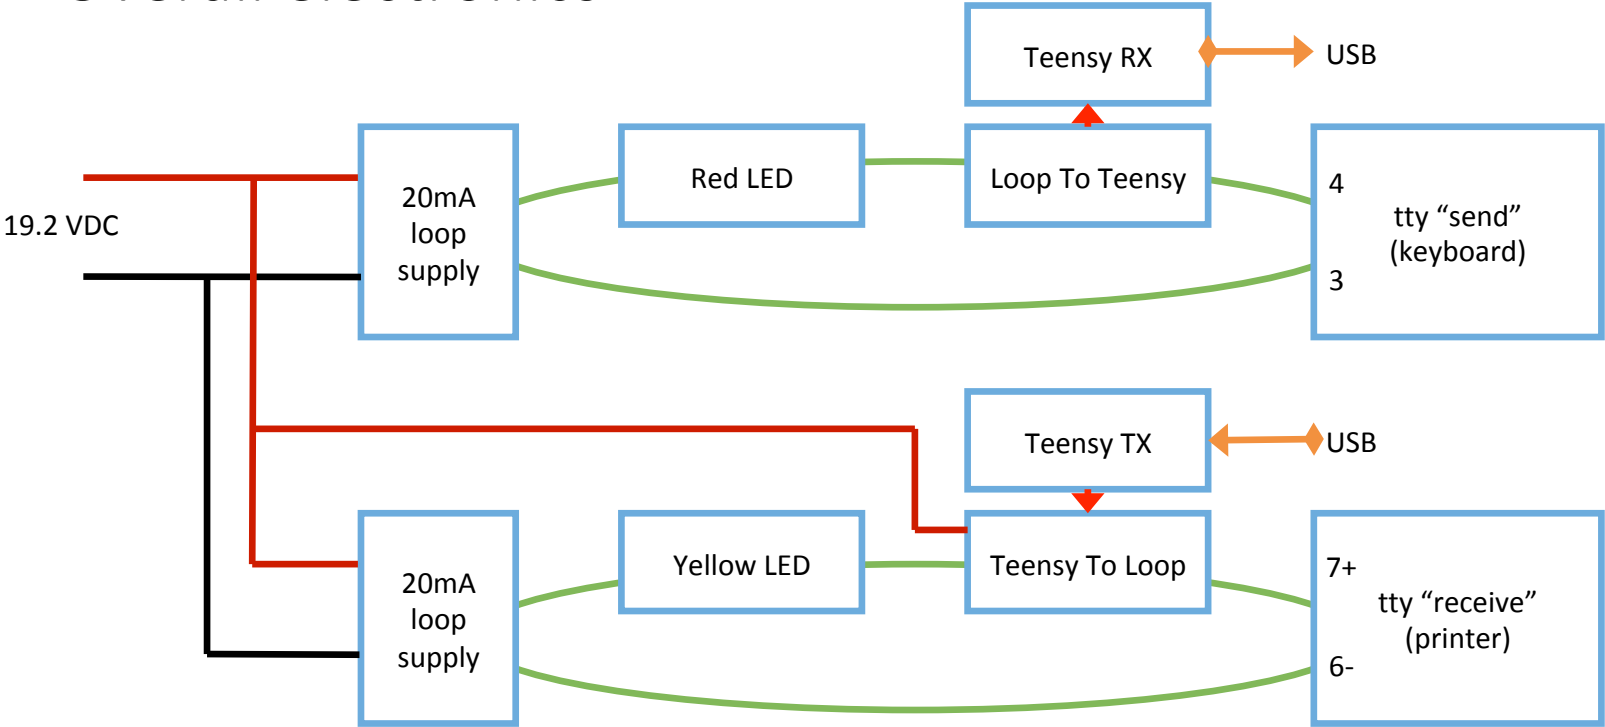 Teensy RX
USB
19.2 VDC
20mA
loop
supply
Red LED
Loop To Teensy
4
3
tty “send”
(keyboard)
Teensy TX
USB
20mA
loop
supply
Yellow LED
Teensy To Loop
7+
6-
tty “receive”
(printer)